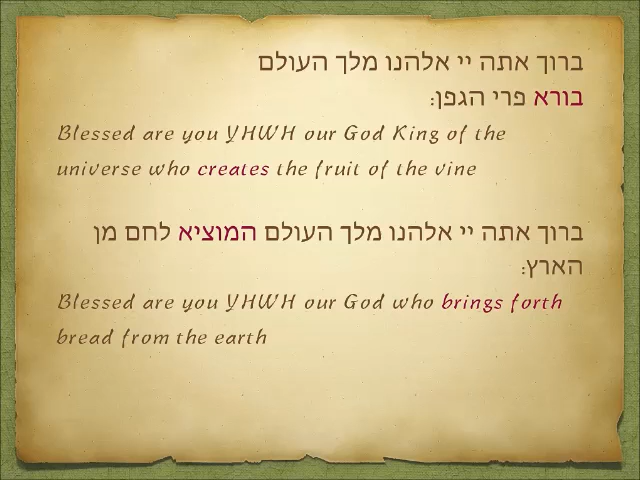 ברוך אתה יי אלהנו מלך העולם
בורא פרי הגפן:
Blessed are you YHWH our God King of the
universe who creates the fruit of the vine
ברוך אתה יי אלהנו מלך העולם המוציא לחם מן
הארץ:
Blessed are you YHWH our God who brings forth
bread from the earth